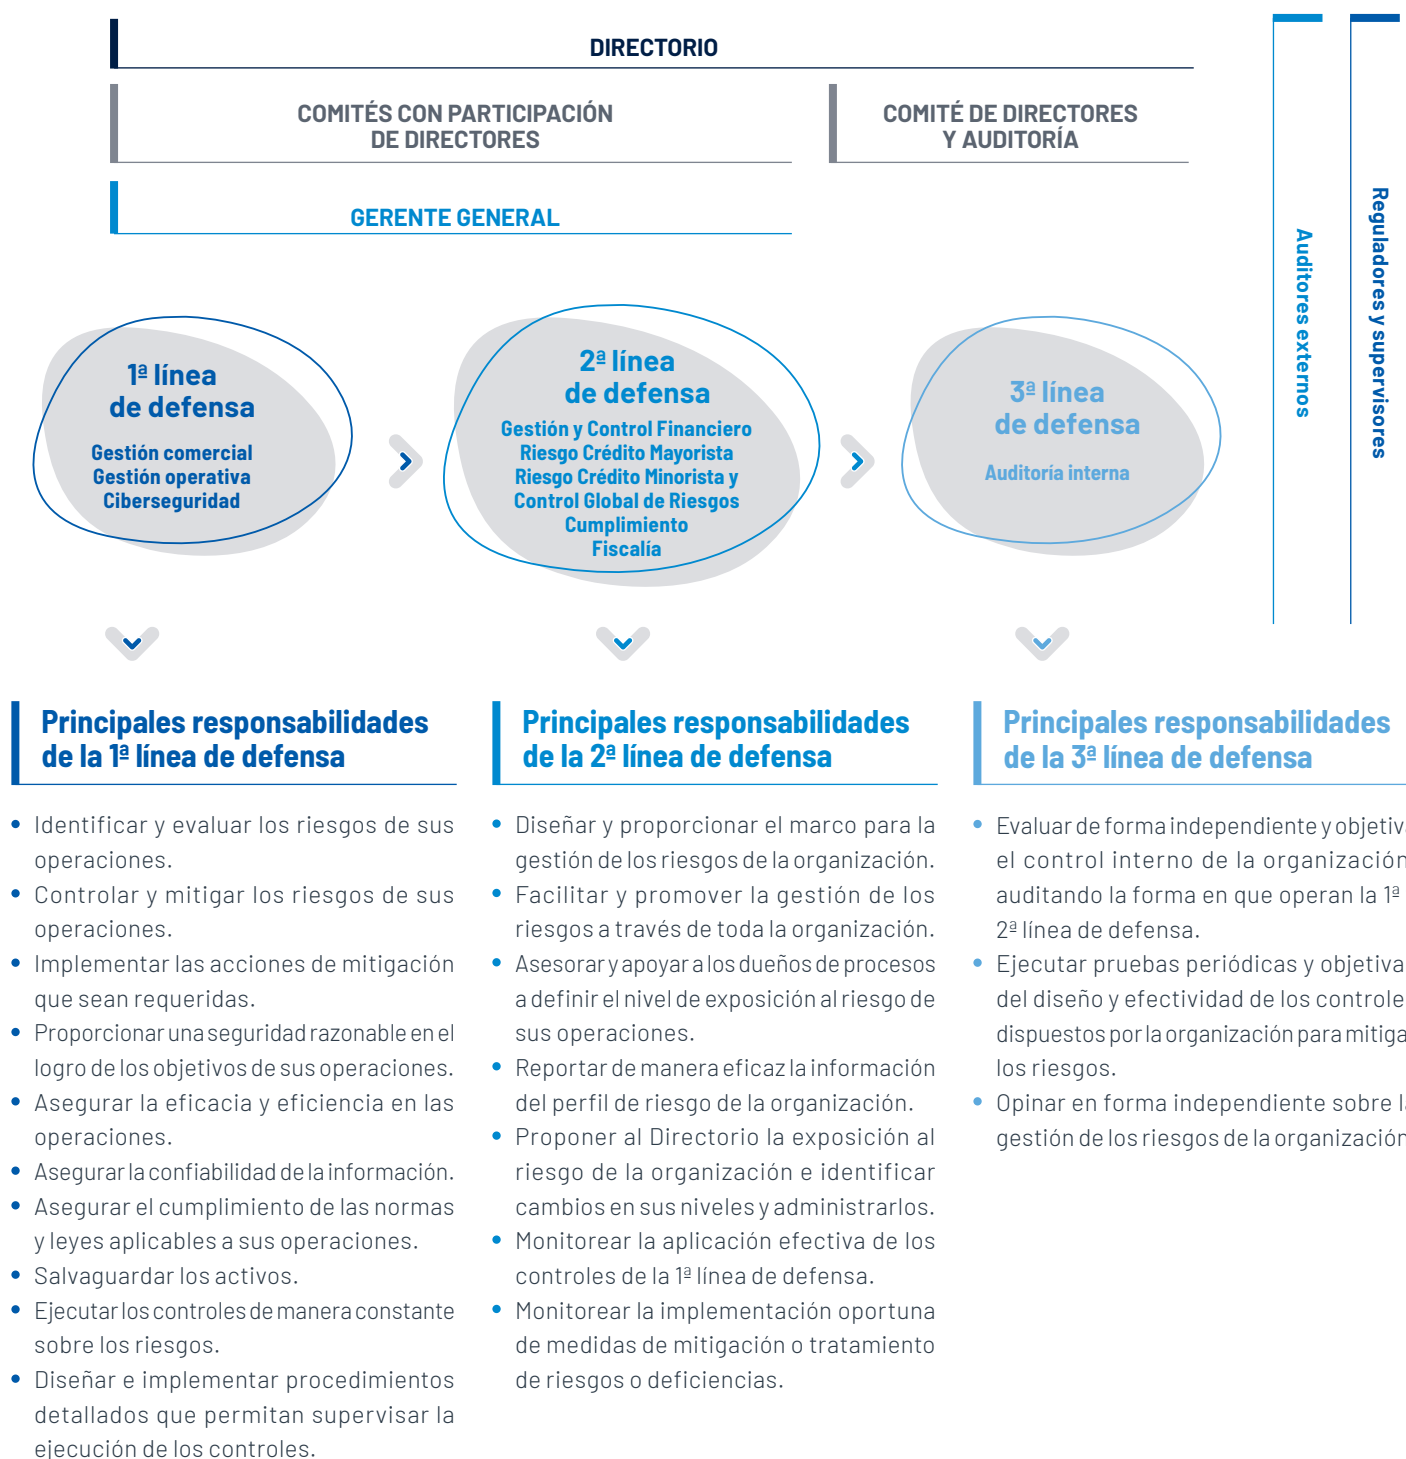 DIRECTORIO
COMITÉS CON PARTICIPACIÓN
DE DIRECTORES
COMITÉ DE DIRECTORES
Y AUDITORÍA
GERENTE GENERAL
Auditores externos
Reguladores y supervisores
1ª línea
de defensa
Gestión comercial
Gestión operativa
Ciberseguridad
2ª línea
de defensa
Gestión y Control Financiero
Riesgo Crédito Mayorista
Riesgo Crédito Minorista y
Control Global de Riesgos
Cumplimiento
Fiscalía
3ª línea
de defensa
Auditoría interna
Principales responsabilidades
de la 1ª línea de defensa
• Identificar y evaluar los riesgos de sus
operaciones.
• Controlar y mitigar los riesgos de sus
operaciones.
• Implementar las acciones de mitigación
que sean requeridas.
• Proporcionar una seguridad razonable en el
logro de los objetivos de sus operaciones.
• Asegurar la eficacia y eficiencia en las
operaciones.
• Asegurar la confiabilidad de la información.
• Asegurar el cumplimiento de las normas
y leyes aplicables a sus operaciones.
• Salvaguardar los activos.
• Ejecutar los controles de manera constante
sobre los riesgos.
• Diseñar e implementar procedimientos
detallados que permitan supervisar la
ejecución de los controles.
Principales responsabilidades
de la 2ª línea de defensa
• Diseñar y proporcionar el marco para la
gestión de los riesgos de la organización.
• Facilitar y promover la gestión de los
riesgos a través de toda la organización.
• Asesorar y apoyar a los dueños de procesos
a definir el nivel de exposición al riesgo de
sus operaciones.
• Reportar de manera eficaz la información
del perfil de riesgo de la organización.
• Proponer al Directorio la exposición al
riesgo de la organización e identificar
cambios en sus niveles y administrarlos.
• Monitorear la aplicación efectiva de los
controles de la 1ª línea de defensa.
• Monitorear la implementación oportuna
de medidas de mitigación o tratamiento
de riesgos o deficiencias.
Principales responsabilidades
de la 3ª línea de defensa
• Evaluar de forma independiente y objetiva
el control interno de la organización
auditando la forma en que operan la 1ª
2ª línea de defensa.
• Ejecutar pruebas periódicas y objetiva
del diseño y efectividad de los controle
dispuestos por la organización para mitiga
los riesgos.
• Opinar en forma independiente sobre la
gestión de los riesgos de la organización